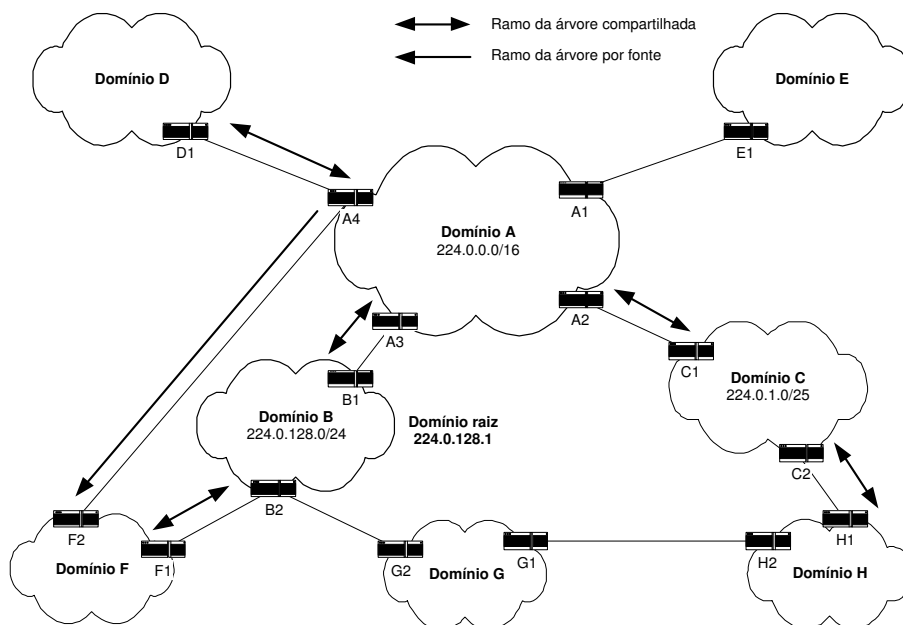 Ramo da árvore compartilhada
Ramo da árvore por fonte
Domínio D
Domínio E
D1
E1
A4
A1
Domínio A
224.0.0.0/16
A3
A2
B1
C1
Domínio B
224.0.128.0/24
Domínio raiz
224.0.128.1
Domínio C
224.0.1.0/25
B2
C2
F2
F1
Domínio F
G2
G1
Domínio G
H2
H1
Domínio H